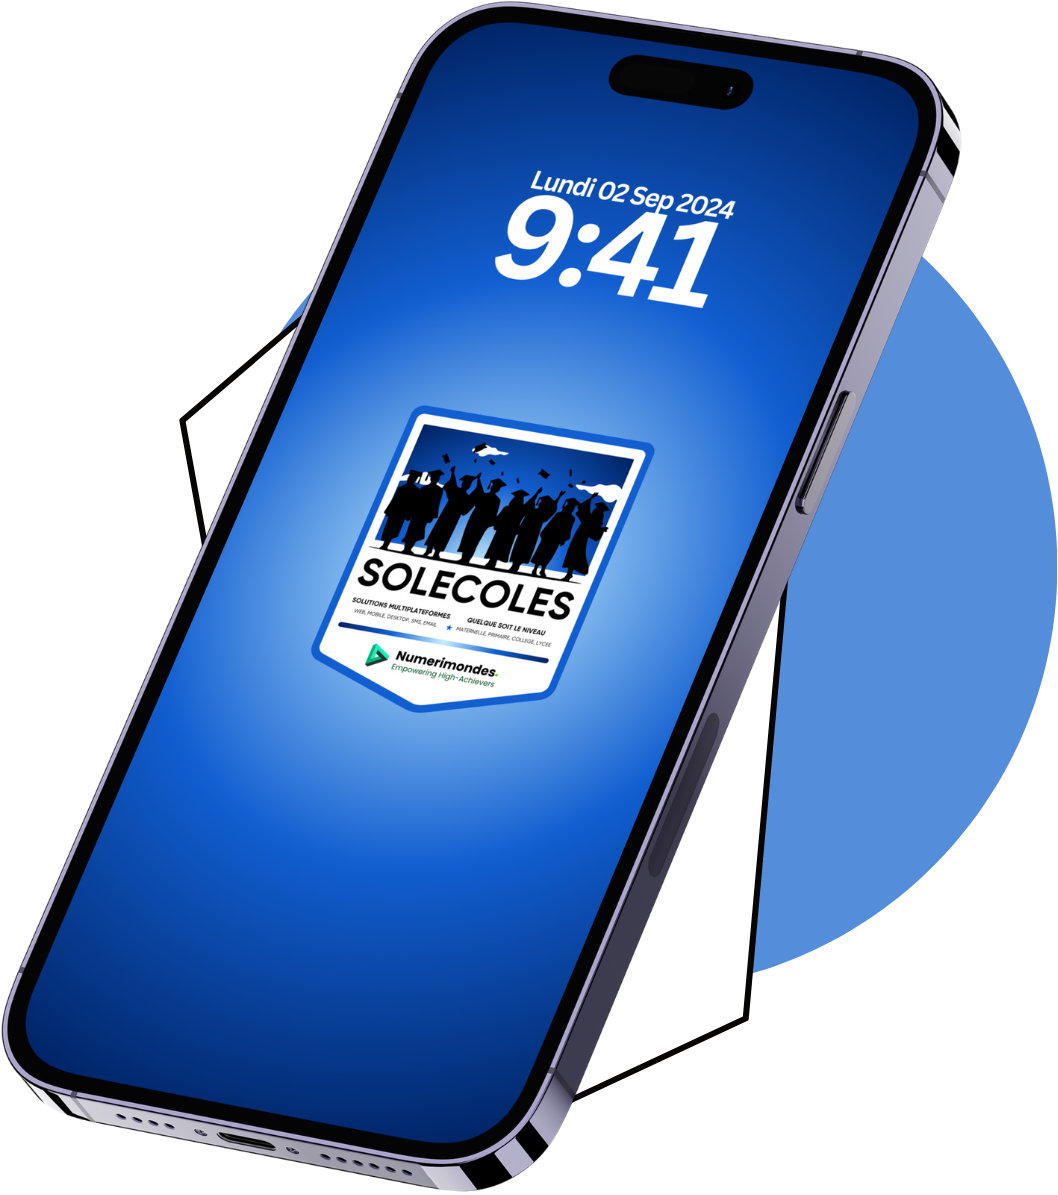 Lundi 02 Sep 2024
9:41
SOLECOLES
SOLUTIONS MULTIPLATEFORMES
WEB, MOBILE, DESKTOP, SMS, EMAIL
QUELQUE SOIT LE NIVEAU
MATERNELLE, PRIMAIRE, COLLEGE, LYCEE
Numerimondes.
Empowering High-Achievers